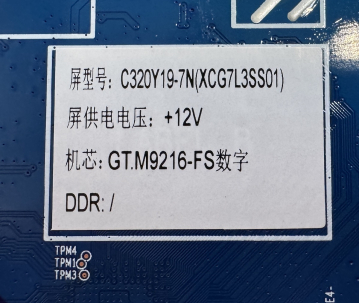 屏型号: C320Y19-7N(XCG7L3SS01)
屏供电电压: +12V
机芯: GT.M9216-FS数字
DDR: /
TPM4
TPM1
TPM3
E4-